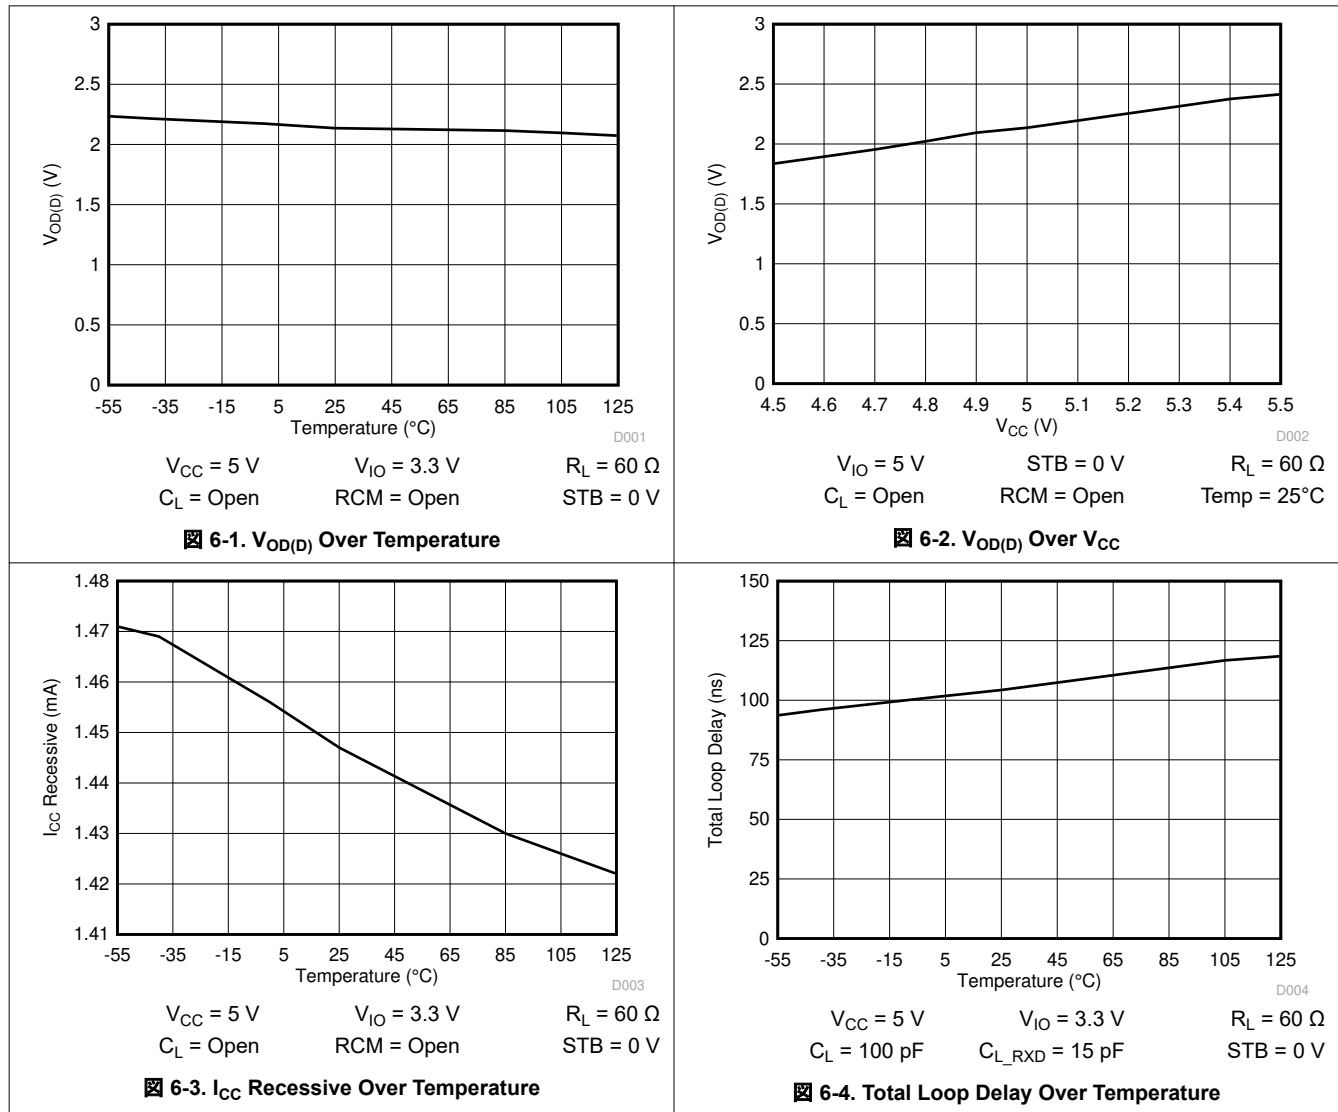 3
2.5
2
1.5
1
0.5
0
V_OD(D) (V)
-55 -35 -15 5 25 45 65 85 105 125
Temperature (°C)
D001
V_CC = 5 V V_IO = 3.3 V R_L = 60 Ω
C_L = Open RCM = Open STB = 0 V
図 6-1. V_OD(D) Over Temperature
3
2.5
2
1.5
1
0.5
0
V_OD(D) (V)
4.5 4.6 4.7 4.8 4.9 5 5.1 5.2 5.3 5.4 5.5
V_CC (V)
D002
V_IO = 5 V STB = 0 V R_L = 60 Ω
C_L = Open RCM = Open Temp = 25°C
図 6-2. V_OD(D) Over V_CC
1.48
1.47
1.46
1.45
1.44
1.43
1.42
1.41
I_CC Recessive (mA)
-55 -35 -15 5 25 45 65 85 105 125
Temperature (°C)
D003
V_CC = 5 V V_IO = 3.3 V R_L = 60 Ω
C_L = Open RCM = Open STB = 0 V
図 6-3. I_CC Recessive Over Temperature
150
125
100
75
50
25
0
Total Loop Delay (ns)
-55 -35 -15 5 25 45 65 85 105 125
Temperature (°C)
D004
V_CC = 5 V V_IO = 3.3 V R_L = 60 Ω
C_L = 100 pF C_L_RXD = 15 pF STB = 0 V
図 6-4. Total Loop Delay Over Temperature